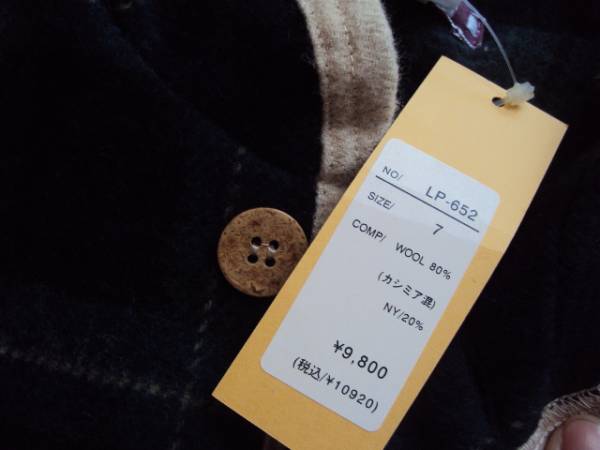 NO/ LP-652
SIZE/ 7
COMP/ WOOL 80%
(カシミア混)
NY/20%
¥9,800
(税込/¥10920)